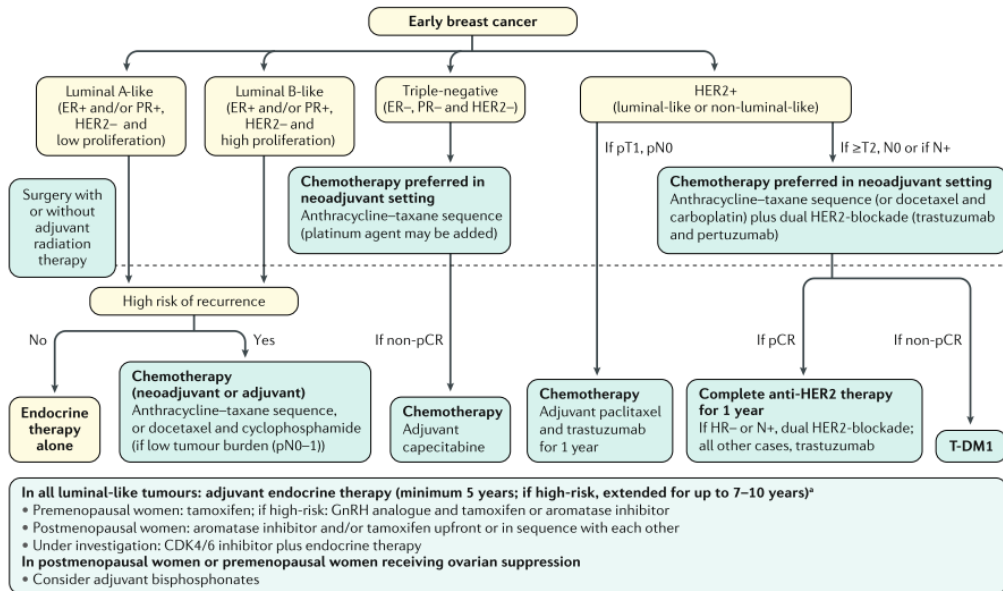 Early breast cancer
Luminal A-like
(ER+ and/or PR+,
HER2− and
low proliferation)
Luminal B-like
(ER+ and/or PR+,
HER2− and
high proliferation)
Triple-negative
(ER−, PR− and HER2−)
HER2+
(luminal-like or non-luminal-like)
If pT1, pN0
If ≥T2, N0 or if N+
Surgery with
or without
adjuvant
radiation
therapy
Chemotherapy preferred in
neoadjuvant setting
Anthracycline–taxane sequence
(platinum agent may be added)
Chemotherapy preferred in neoadjuvant setting
Anthracycline–taxane sequence (or docetaxel and
carboplatin) plus dual HER2-blockade (trastuzumab
and pertuzumab)
High risk of recurrence
No
Yes
If non-pCR
If pCR
If non-pCR
Endocrine
therapy
alone
Chemotherapy
(neoadjuvant or adjuvant)
Anthracycline–taxane sequence,
or docetaxel and cyclophosphamide
(if low tumour burden (pN0–1))
Chemotherapy
Adjuvant
capecitabine
Chemotherapy
Adjuvant paclitaxel
and trastuzumab
for 1 year
Complete anti-HER2 therapy
for 1 year
If HR− or N+, dual HER2-blockade;
all other cases, trastuzumab
T-DM1
In all luminal-like tumours: adjuvant endocrine therapy (minimum 5 years; if high-risk, extended for up to 7–10 years)ᵃ
• Premenopausal women: tamoxifen; if high-risk: GnRH analogue and tamoxifen or aromatase inhibitor
• Postmenopausal women: aromatase inhibitor and/or tamoxifen upfront or in sequence with each other
• Under investigation: CDK4/6 inhibitor plus endocrine therapy
In postmenopausal women or premenopausal women receiving ovarian suppression
• Consider adjuvant bisphosphonates